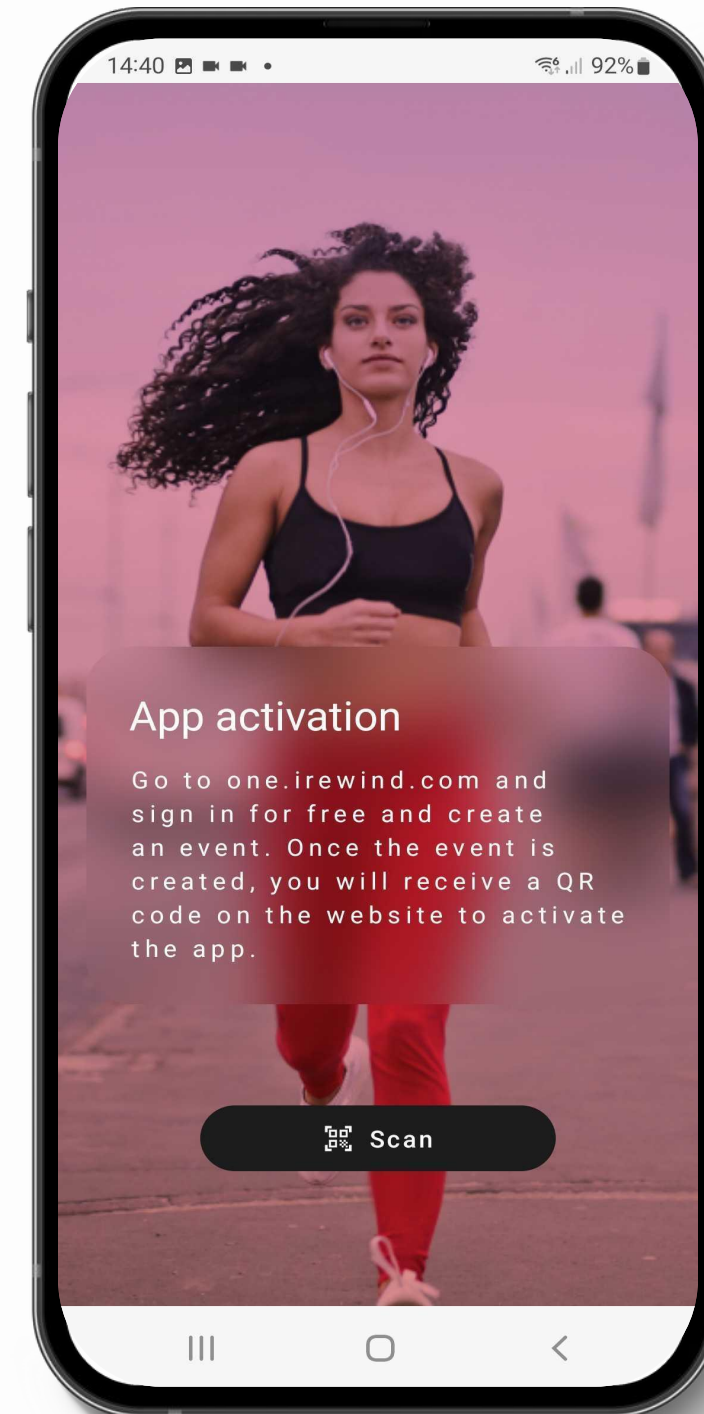 14:40 92%
App activation
Go to one.irewind.com and
sign in for free and create
an event. Once the event is
created, you will receive a QR
code on the website to activate
the app.
Scan